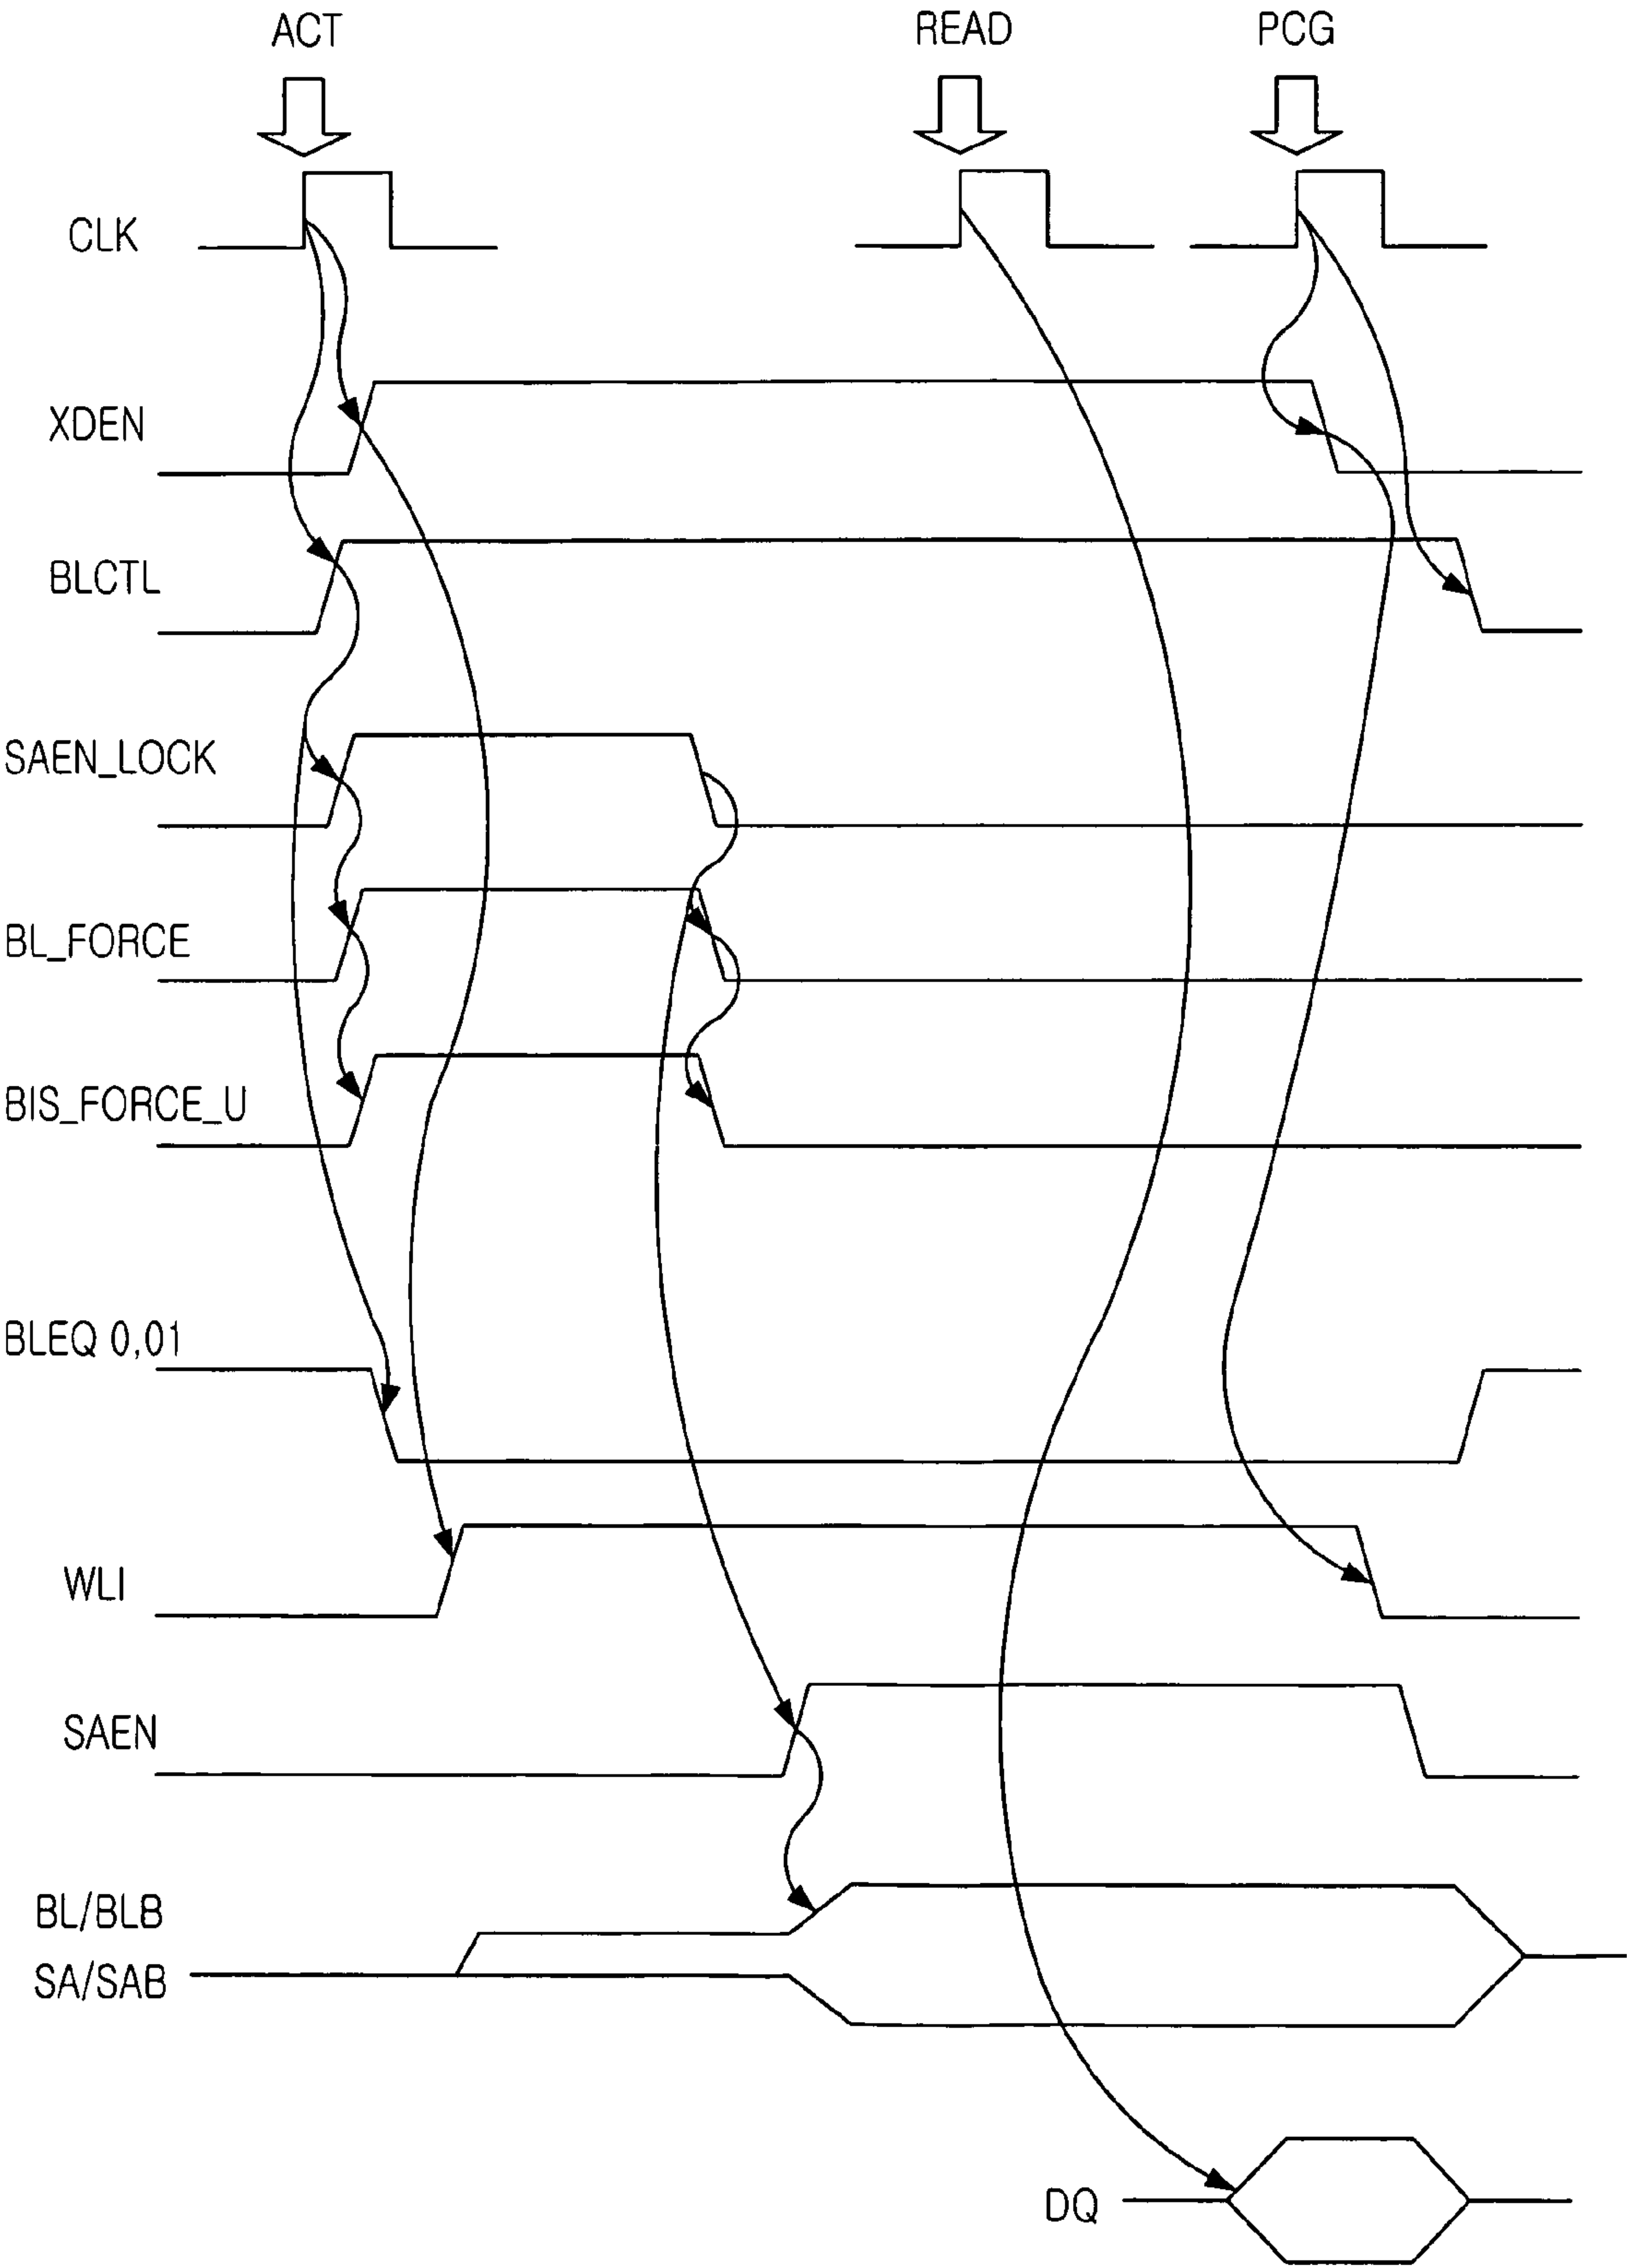 ACT READ PCG
CLK
XDEN
BLCTL
SAEN_LOCK
BL_FORCE
BIS_FORCE_U
BLEQ 0,01
WLI
SAEN
BL/BLB
SA/SAB
DQ